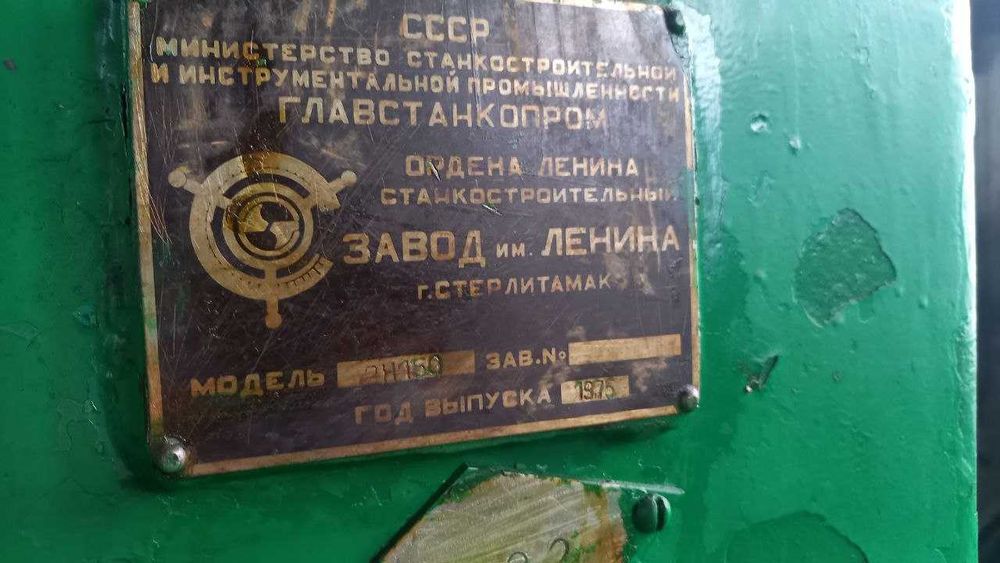 СССР
МИНИСТЕРСТВО СТАНКОСТРОИТЕЛЬНОЙ
И ИНСТРУМЕНТАЛЬНОЙ ПРОМЫШЛЕННОСТИ
ГЛАВСТАНКОПРОМ
ОРДЕНА ЛЕНИНА
СТАНКОСТРОИТЕЛЬНЫЙ
ЗАВОД им. ЛЕНИНА
г. СТЕРЛИТАМАК
МОДЕЛЬ ЗАВ.№
ГОД ВЫПУСКА 1975